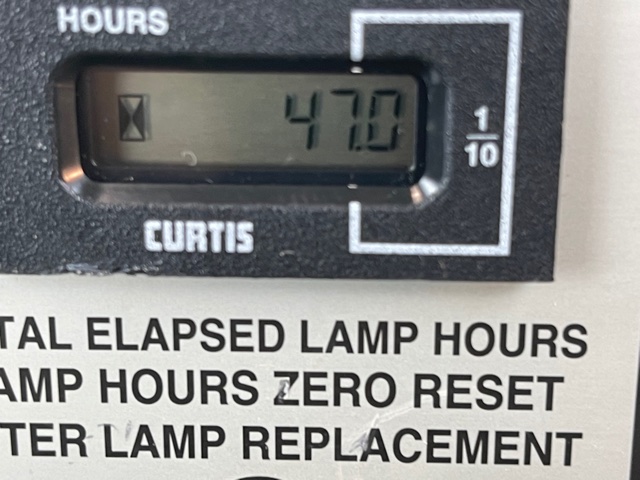 HOURS
47.0
1
10
CURTIS
TAL ELAPSED LAMP HOURS
AMP HOURS ZERO RESET
TER LAMP REPLACEMENT